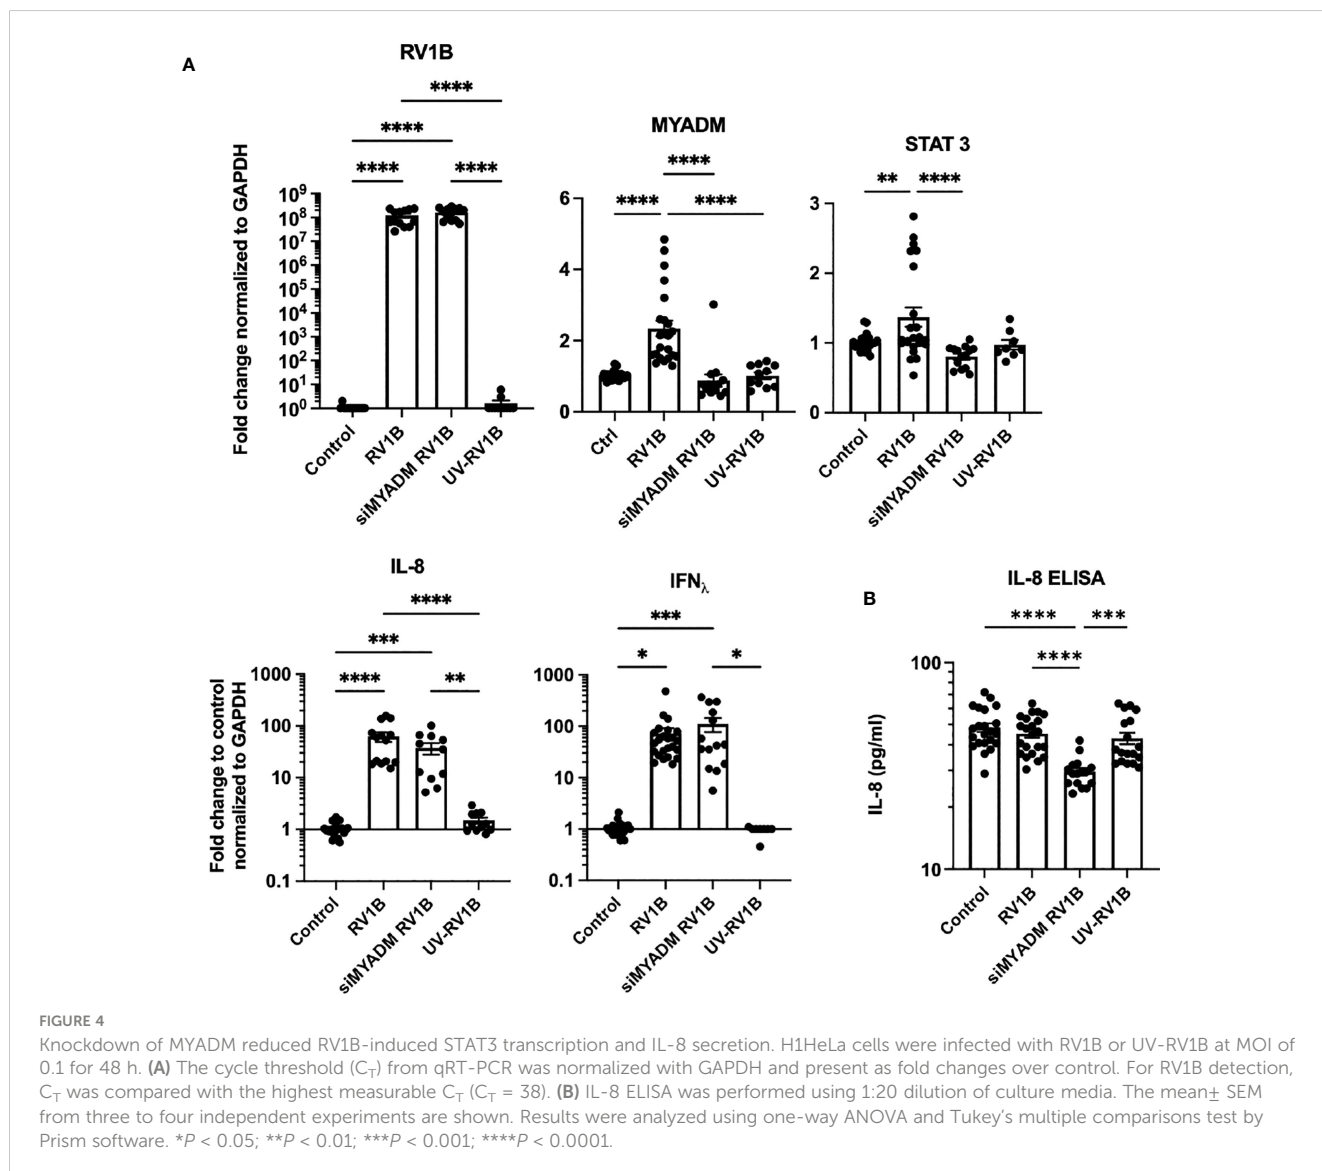 A
RV1B
****
****
**** ****
Fold change normalized to GAPDH
10⁹
10⁸
10⁷
10⁶
10⁵
10⁴
10³
10²
10¹
10⁰
Control
RV1B
siMYADM RV1B
UV-RV1B
MYADM
****
**** ****
6
4
2
0
Ctrl
RV1B
siMYADM RV1B
UV-RV1B
STAT 3
** ****
3
2
1
0
Control
RV1B
siMYADM RV1B
UV-RV1B
IL-8
****
***
**** **
Fold change to control
normalized to GAPDH
1000
100
10
1
0.1
Control
RV1B
siMYADM RV1B
UV-RV1B
IFNλ
***
* *
1000
100
10
1
0.1
Control
RV1B
siMYADM RV1B
UV-RV1B
B
IL-8 ELISA
**** ***
****
IL-8 (pg/ml)
100
10
Control
RV1B
siMYADM RV1B
UV-RV1B
FIGURE 4
Knockdown of MYADM reduced RV1B-induced STAT3 transcription and IL-8 secretion. H1HeLa cells were infected with RV1B or UV-RV1B at MOI of
0.1 for 48 h. (A) The cycle threshold (CT) from qRT-PCR was normalized with GAPDH and present as fold changes over control. For RV1B detection,
CT was compared with the highest measurable CT (CT = 38). (B) IL-8 ELISA was performed using 1:20 dilution of culture media. The mean± SEM
from three to four independent experiments are shown. Results were analyzed using one-way ANOVA and Tukey's multiple comparisons test by
Prism software. *P < 0.05; **P < 0.01; ***P < 0.001; ****P < 0.0001.